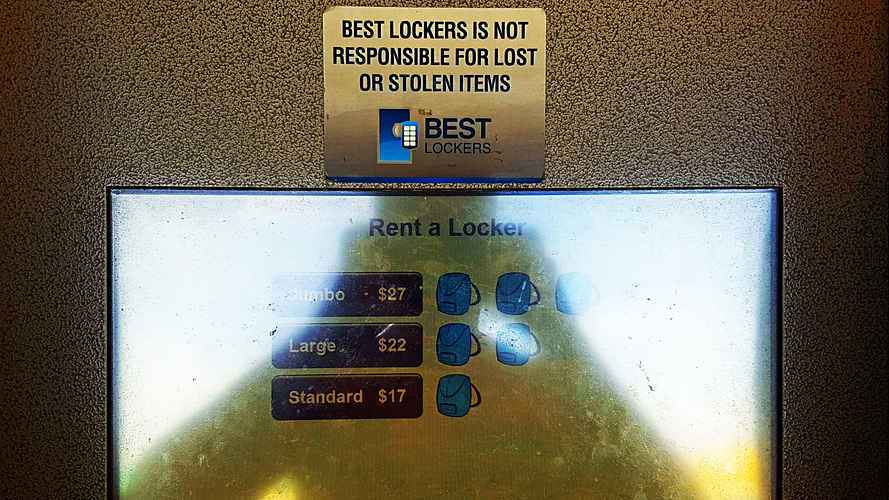 BEST LOCKERS IS NOT
RESPONSIBLE FOR LOST
OR STOLEN ITEMS
BEST
LOCKERS
Rent a Locker
Jumbo $27
Large $22
Standard $17